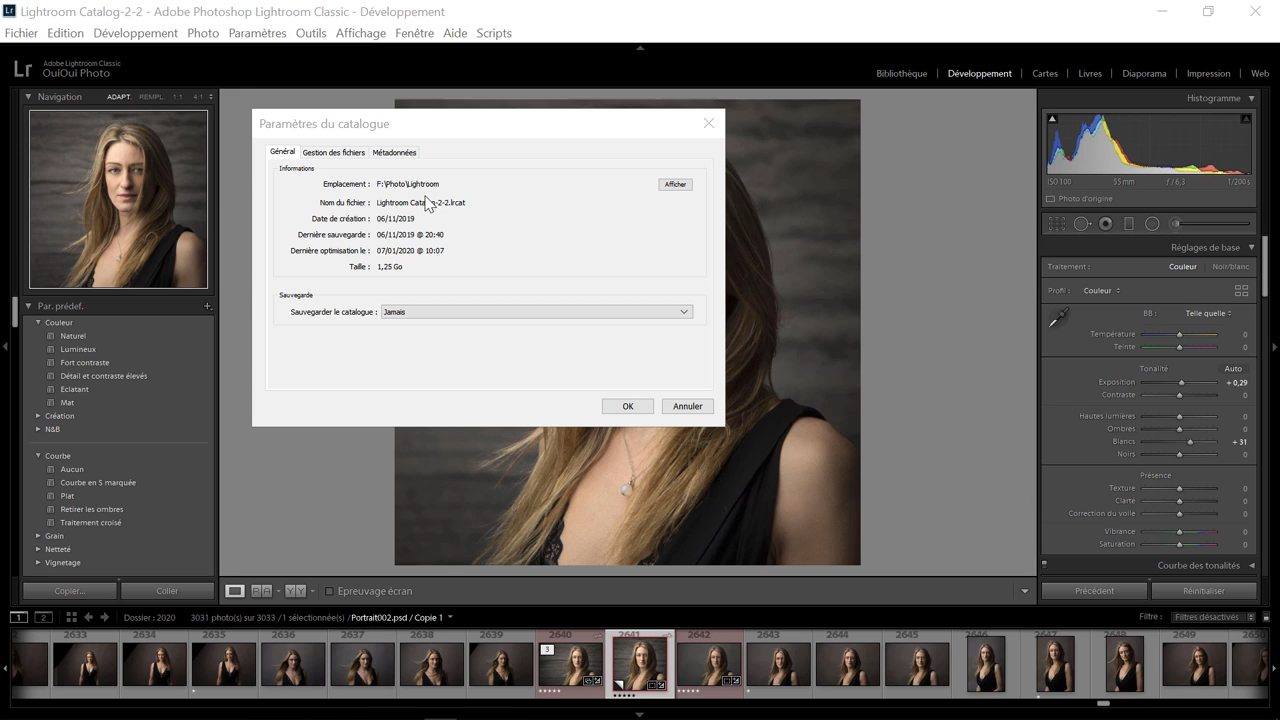 Lightroom Catalog-2-2 - Adobe Photoshop Lightroom Classic - Développement
Fichier Edition Développement Photo Paramètres Outils Affichage Fenêtre Aide Scripts
Lr Adobe Lightroom Classic
OuiOui Photo
Bibliothèque | Développement | Cartes | Livres | Diaporama | Impression | Web
Navigation ADAPT. REMPL. 1:1 4:1
Histogramme
ISO 100 55 mm ƒ / 6,3 1/200 s
Photo d'origine
Paramètres du catalogue
Général Gestion des fichiers Métadonnées
Informations
Emplacement : F:\Photo\Lightroom Afficher
Nom du fichier : Lightroom -2-2.lrcat
Date de création : 06/11/2019
Dernière sauvegarde : 06/11/2019 @ 20:40
Dernière optimisation le : 07/01/2020 @ 10:07
Taille : 1,25 Go
Sauvegarde
Sauvegarder le catalogue : Jamais
OK Annuler
Par. prédef. +
Couleur
Naturel
Lumineux
Fort contraste
Détail et contraste élevés
Eclatant
Mat
Création
N&B
Courbe
Aucun
Courbe en S marquée
Plat
Retirer les ombres
Traitement croisé
Grain
Netteté
Vignetage
Copier... Coller
Réglages de base
Traitement : Couleur Noir/blanc
Profil : Couleur
BB : Telle quelle
Température 0
Teinte 0
Tonalité Auto
Exposition + 0,29
Contraste 0
Hautes lumières 0
Ombres 0
Blancs + 31
Noirs 0
Présence
Texture 0
Clarté 0
Correction du voile 0
Vibrance 0
Saturation 0
Courbe des tonalités
Précédent Réinitialiser
Epreuvage écran
1 2 Dossier : 2020 3031 photo(s) sur 3033 /1 sélectionnée(s) /Portrait002.psd / Copie 1 Filtre : Filtres désactivés
2633 2634 2635 2636 2637 2638 2639 2640 2641 2642 2643 2644 2645 2646 2647 2648 2649 2650
3